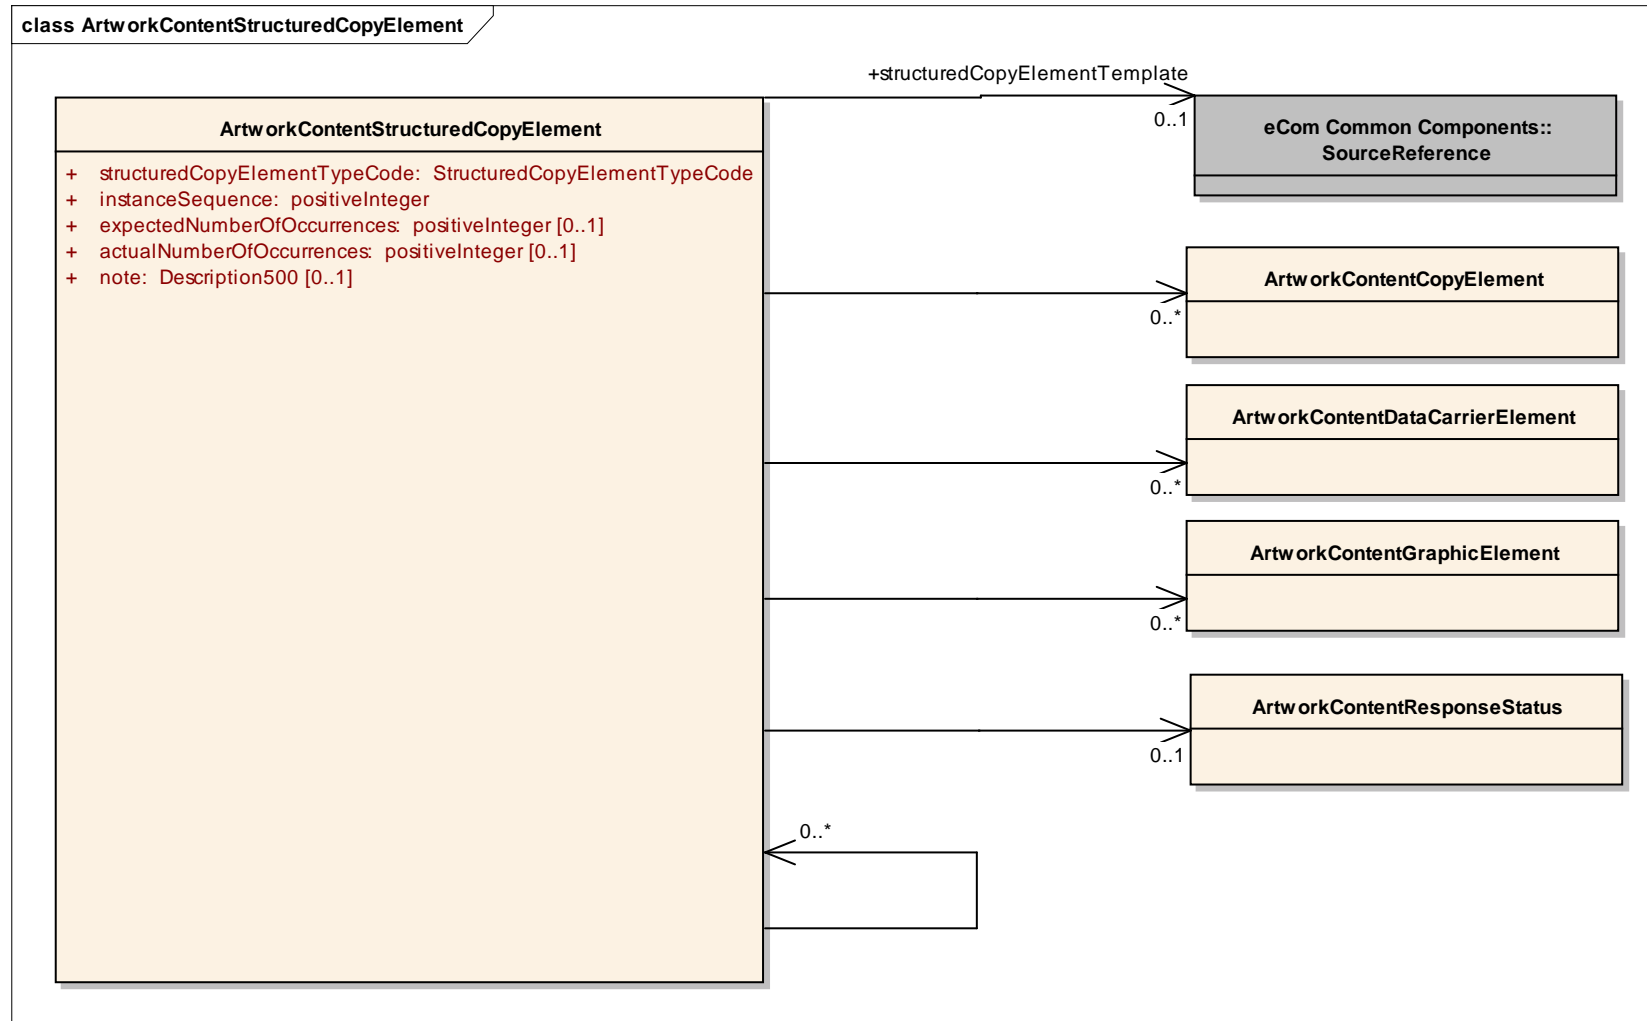 class ArtworkContentStructuredCopyElement
+structuredCopyElementTemplate
0..1
ArtworkContentStructuredCopyElement
+ structuredCopyElementTypeCode: StructuredCopyElementTypeCode
+ instanceSequence: positiveInteger
+ expectedNumberOfOccurrences: positiveInteger [0..1]
+ actualNumberOfOccurrences: positiveInteger [0..1]
+ note: Description500 [0..1]
eCom Common Components::
SourceReference
ArtworkContentCopyElement
0..*
ArtworkContentDataCarrierElement
0..*
ArtworkContentGraphicElement
0..*
ArtworkContentResponseStatus
0..1
0..*